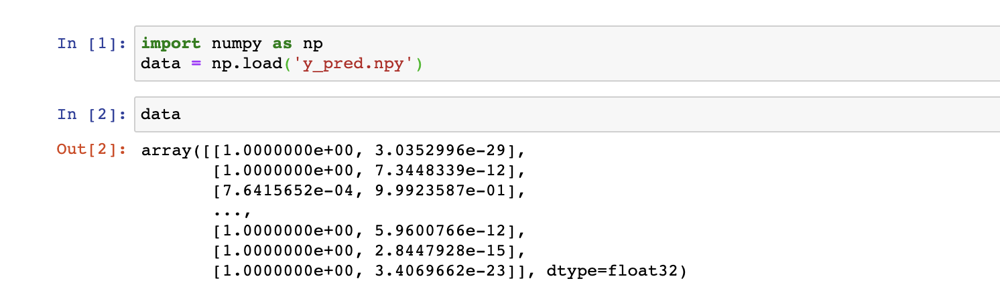 In [1]: import numpy as np
data = np.load('y_pred.npy')
In [2]: data
Out[2]: array([[1.0000000e+00, 3.0352996e-29],
[1.0000000e+00, 7.3448339e-12],
[7.6415652e-04, 9.9923587e-01],
...,
[1.0000000e+00, 5.9600766e-12],
[1.0000000e+00, 2.8447928e-15],
[1.0000000e+00, 3.4069662e-23]], dtype=float32)